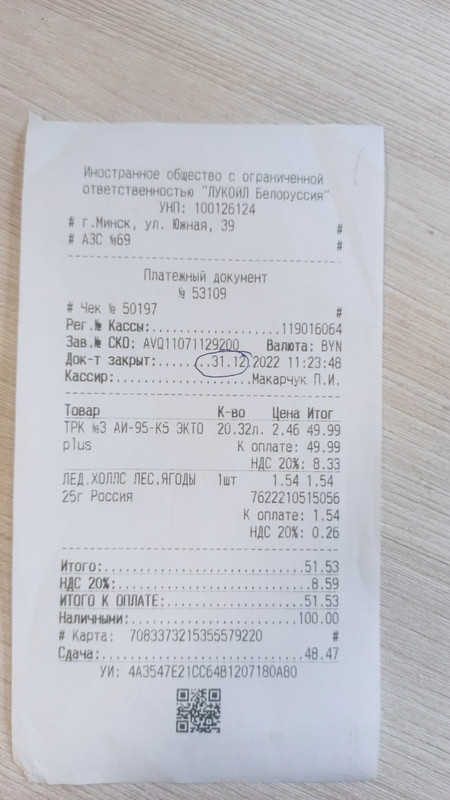 Иностранное общество с ограниченной
ответственностью "ЛУКОЙЛ Белоруссия"
УНП: 100126124
# г.Минск, ул. Южная, 39 #
# АЗС №69 #
Платежный документ
№ 53109
# Чек № 50197 #
Рег.№ Кассы:..................119016064
Зав.№ СКО: AVQ11071129200 Валюта: BYN
Док-т закрыт:.......31.12.2022 11:23:48
Кассир:....................Макарчук П.И.
Товар К-во Цена Итог
ТРК №3 АИ-95-К5 ЭКТО 20.32л. 2.46 49.99
plus К оплате: 49.99
НДС 20%: 8.33
ЛЕД.ХОЛЛС ЛЕС.ЯГОДЫ 1шт 1.54 1.54
25г Россия 7622210515056
К оплате: 1.54
НДС 20%: 0.26
Итого:.............................51.53
НДС 20%:............................8.59
ИТОГО К ОПЛАТЕ:....................51.53
Наличными:........................100.00
# Карта: 7083373215355579220 #
Сдача:.............................48.47
УИ: 4A3547E21CC64B1207180A80